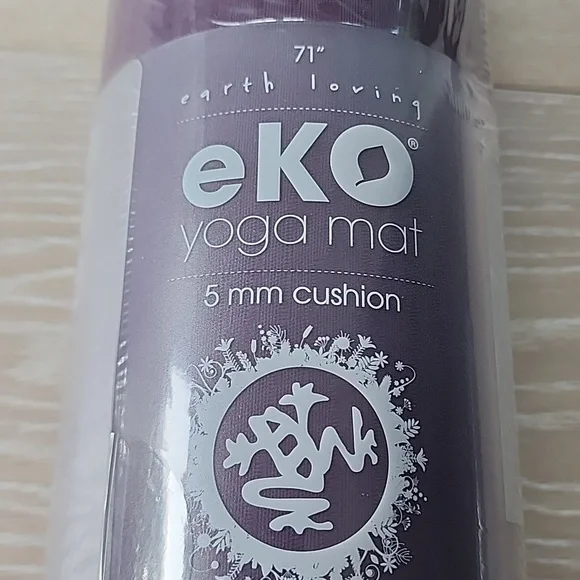 71"
earth loving
eKO®
yoga mat
5 mm cushion